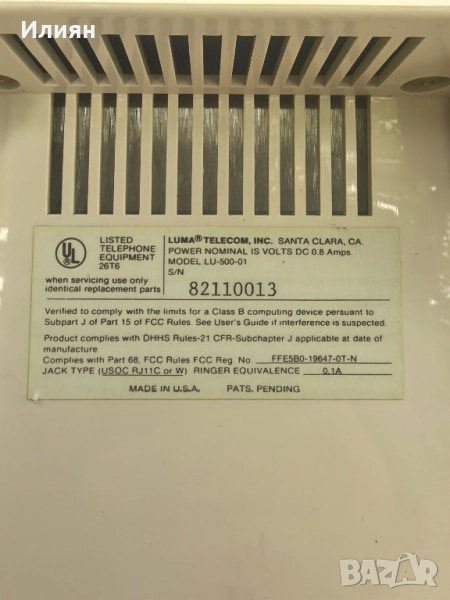 Илиян
UL
LISTED
TELEPHONE
EQUIPMENT
26T6
when servicing use only
identical replacement parts
LUMA® TELECOM, INC. SANTA CLARA, CA.
POWER NOMINAL IS VOLTS DC 0.8 Amps.
MODEL LU-500-01
S/N
82110013
Verified to comply with the limits for a Class B computing device pursuant to
Subpart J of Part 15 of FCC Rules. See User's Guide if interference is suspected.
Product complies with DHHS Rules-21 CFR-Subchapter J applicable at date of
manufacture
Complies with Part 68, FCC Rules FCC Reg. No. FFE5B0-19647-0T-N
JACK TYPE (USOC RJ11C or W) RINGER EQUIVALENCE 0.1A
MADE IN U.S.A. PATS. PENDING
BAZAR